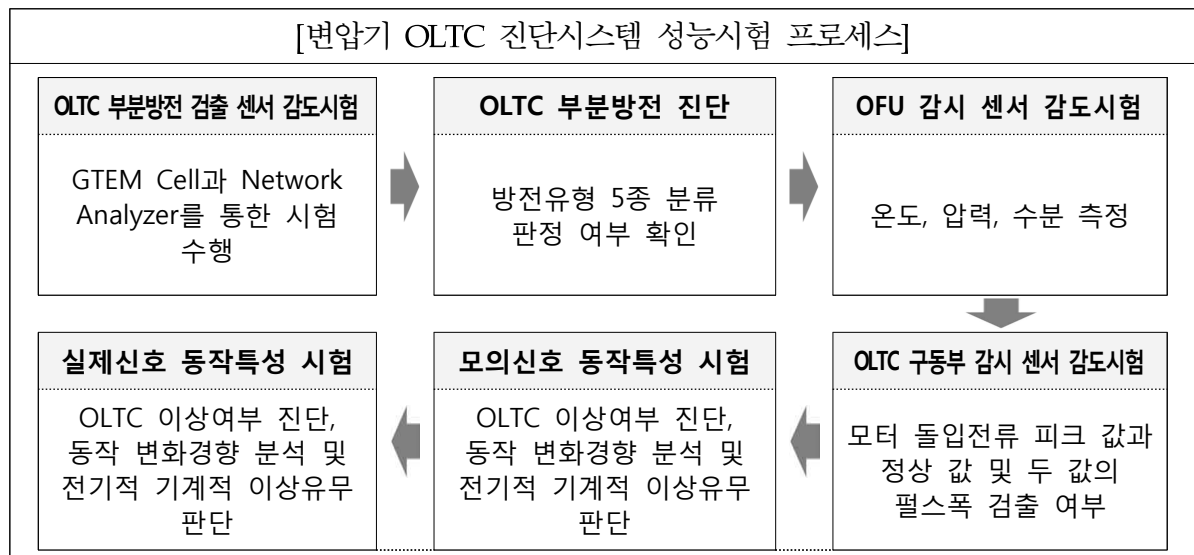 [변압기 OLTC 진단시스템 성능시험 프로세스]
OLTC 부분방전 검출 센서 감도시험
GTEM Cell과 Network
Analyzer를 통한 시험
수행
OLTC 부분방전 진단
방전유형 5종 분류
판정 여부 확인
OFU 감시 센서 감도시험
온도, 압력, 수분 측정
OLTC 구동부 감시 센서 감도시험
모터 돌입전류 피크 값과
정상 값 및 두 값의
펄스폭 검출 여부
모의신호 동작특성 시험
OLTC 이상여부 진단,
동작 변화경향 분석 및
전기적 기계적 이상유무
판단
실제신호 동작특성 시험
OLTC 이상여부 진단,
동작 변화경향 분석 및
전기적 기계적 이상유무
판단